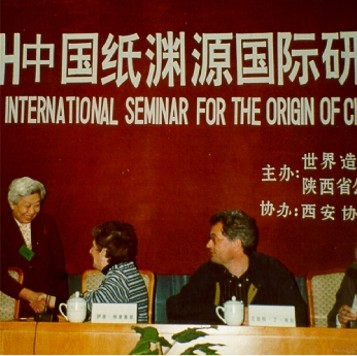 H中国纸渊源国际研
INTERNATIONAL SEMINAR FOR THE ORIGIN OF C
主办:世界造
陕西省
协办:西安协